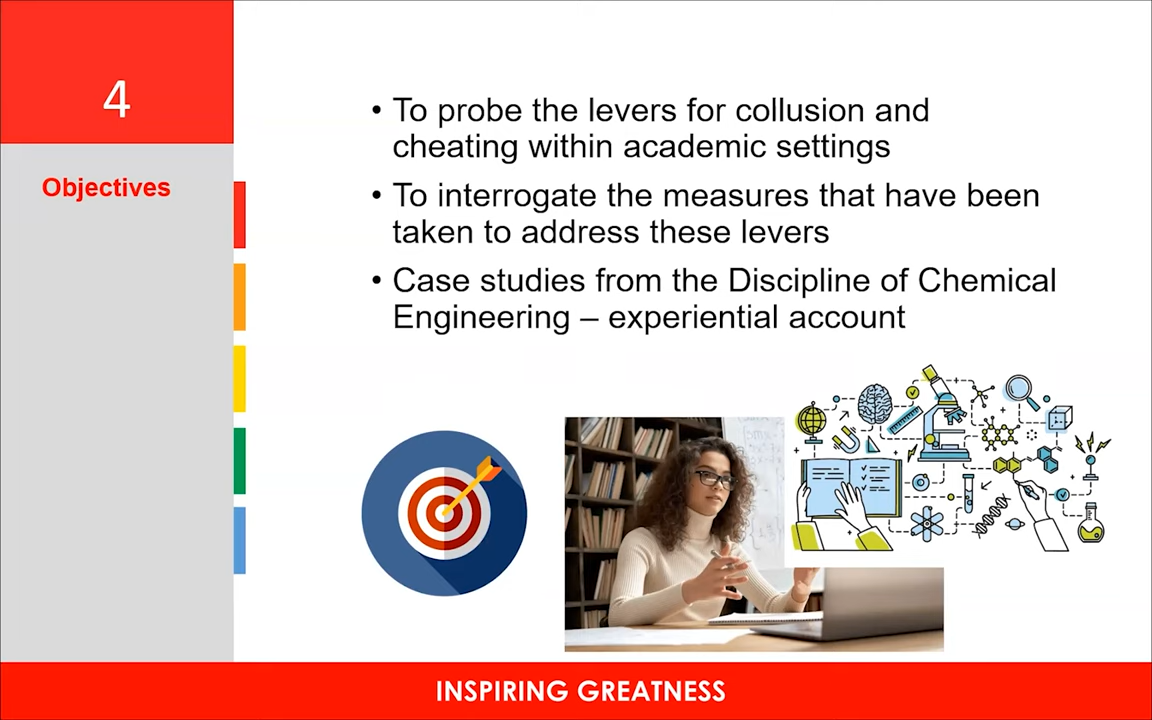 4
Objectives
• To probe the levers for collusion and
cheating within academic settings
• To interrogate the measures that have been
taken to address these levers
• Case studies from the Discipline of Chemical
Engineering – experiential account
INSPIRING GREATNESS